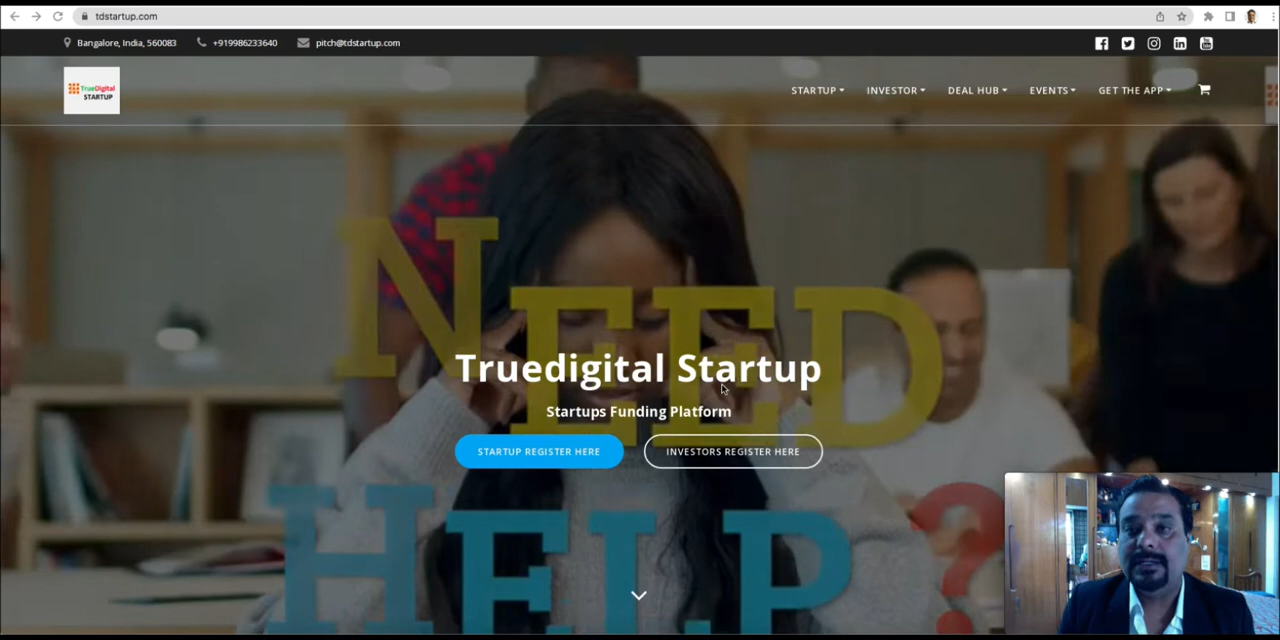 tdstartup.com
Bangalore, India, 560083 +919986233640 pitch@tdstartup.com
TrueDigital
STARTUP
STARTUP INVESTOR DEAL HUB EVENTS GET THE APP
NEED
Truedigital Startup
Startups Funding Platform
STARTUP REGISTER HERE INVESTORS REGISTER HERE
HELP ?